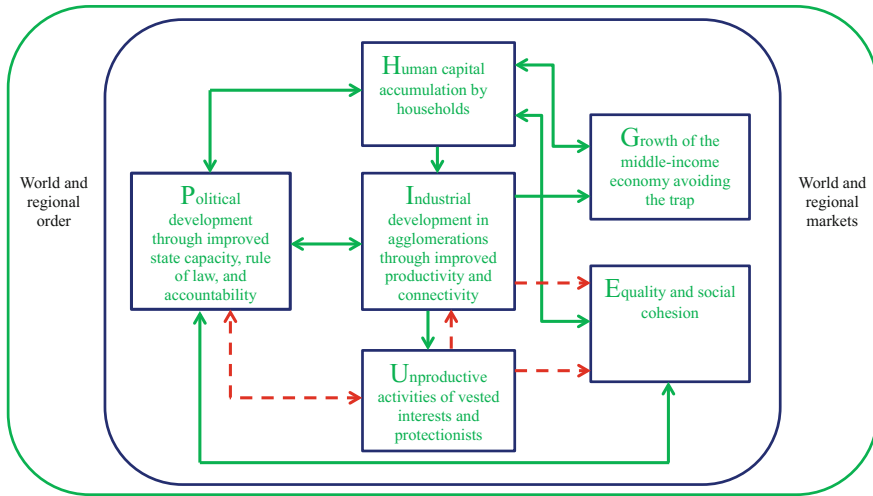 World and
regional
order
Human capital
accumulation by
households
Political
development
through improved
state capacity, rule
of law, and
accountability
Industrial
development in
agglomerations
through improved
productivity and
connectivity
Unproductive
activities of vested
interests and
protectionists
Growth of the
middle-income
economy avoiding
the trap
Equality and social
cohesion
World and
regional
markets